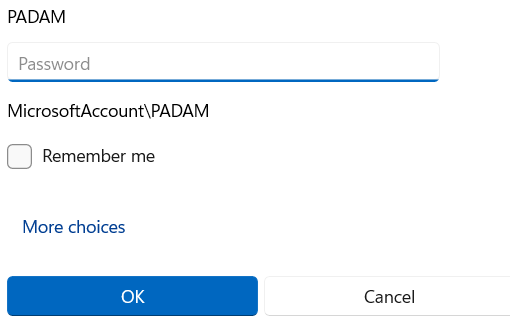 PADAM
Password
MicrosoftAccount\PADAM
Remember me
More choices
OK
Cancel